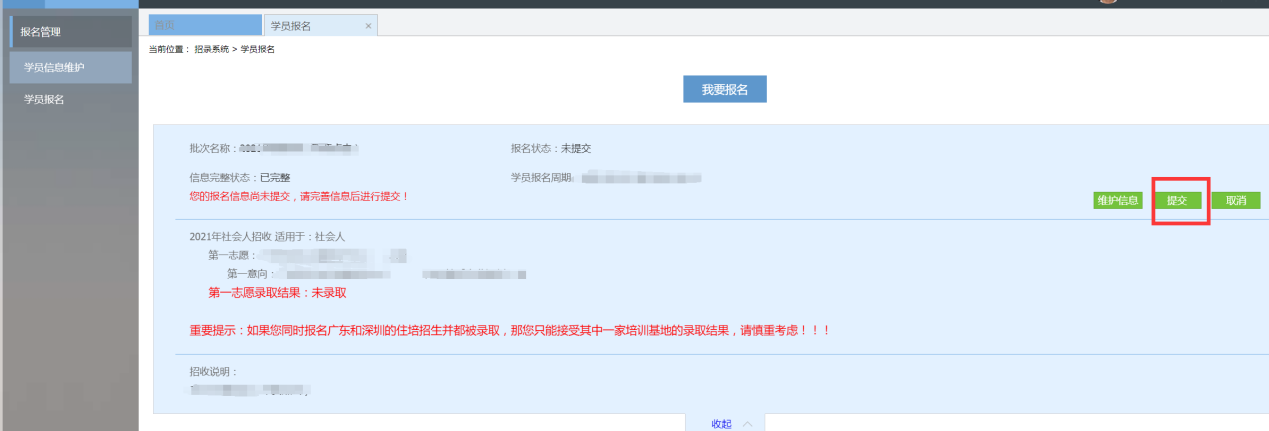 报名管理
学员信息维护
学员报名
首页
学员报名 ×
当前位置： 招录系统 > 学员报名
我要报名
批次名称：
报名状态：未提交
信息完整状态：已完整
学员报名周期：
您的报名信息尚未提交，请完善信息后进行提交！
维护信息 提交 取消
2021年社会人招收 适用于：社会人
第一志愿：
第一意向：
第一志愿录取结果：未录取
重要提示：如果您同时报名广东和深圳的住培招生并都被录取，那您只能接受其中一家培训基地的录取结果，请慎重考虑！！！
招收说明：
收起